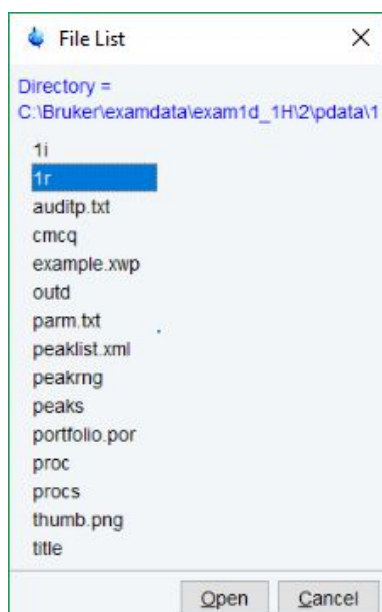 File List
Directory =
C:\Bruker\examdata\exam1d_1H\2\pdata\1
1i
1r
auditp.txt
cmcq
example.xwp
outd
parm.txt
peaklist.xml
peakrng
peaks
portfolio.por
proc
procs
thumb.png
title
Open Cancel